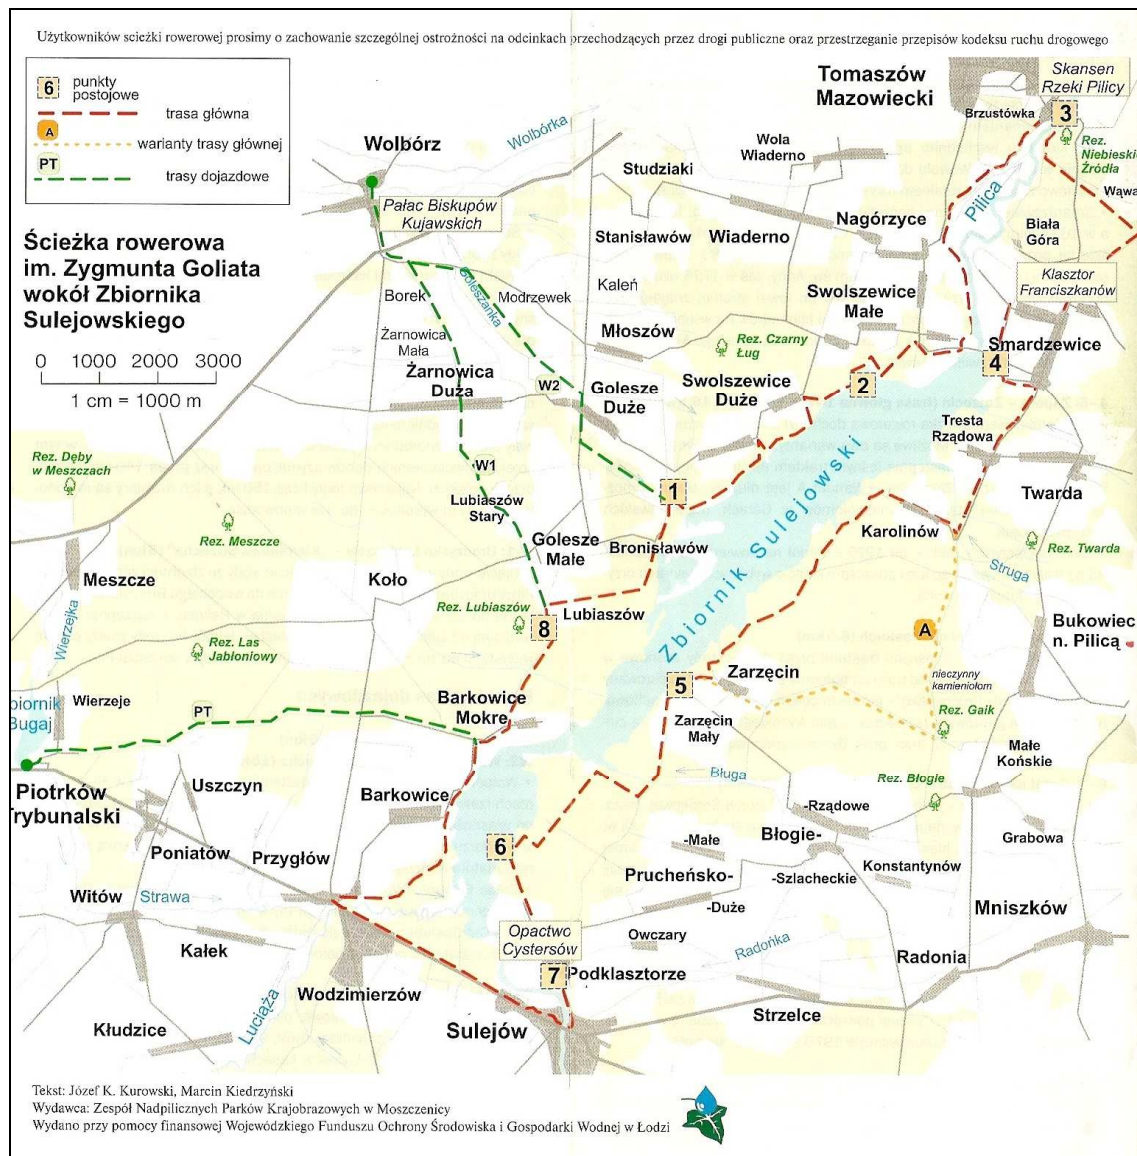 Użytkowników scieżki rowerowej prosimy o zachowanie szczególnej ostrożności na odcinkach przechodzących przez drogi publiczne oraz przestrzeganie przepisów kodeksu ruchu drogowego
6
punkty
postojowe
trasa główna
A
warianty trasy głównej
PT
trasy dojazdowe
Ścieżka rowerowa
im. Zygmunta Goliata
wokół Zbiornika
Sulejowskiego
0 1000 2000 3000
1 cm = 1000 m
Tomaszów
Mazowiecki
Skansen
Rzeki Pilicy
Brzustówka
3
Rez.
Niebieskie
Źródła
Wąwa
Wolbórz
Wolbórka
Pałac Biskupów
Kujawskich
Studziaki
Wola
Wiaderno
Pilica
Nagórzyce
Biała
Góra
Stanisławów
Wiaderno
Klasztor
Franciszkanów
Borek
Goleszanka
Modrzewek
Kaleń
Swolszewice
Małe
Żarnowica
Mała
Młoszów
Rez. Czarny
Ług
Smardzewice
4
Żarnowica
Duża
W2
Golesze
Duże
Swolszewice
Duże
2
Tresta
Rządowa
Rez. Dęby
w Meszczach
W1
Lubiaszów
Stary
1
Zbiornik Sulejowski
Twarda
Karolinów
Rez. Meszcze
Golesze
Małe
Bronisławów
Rez. Twarda
Struga
Meszcze
Koło
Rez. Lubiaszów
8
Lubiaszów
A
Bukowiec
n. Pilicą
Wierzejka
Rez. Las
Jabłoniowy
Zarzęcin
5
nieczynny
kamieniołom
Rez. Gaik
biornik
Bugaj
Wierzeje
PT
Barkowice
Mokre
Zarzęcin
Mały
Małe
Końskie
Bługa
Rez. Błogie
Piotrków
Trybunalski
Uszczyn
Barkowice
-Rządowe
Błogie-
-Szlacheckie
Grabowa
6
-Małe
Prucheńsko-
-Duże
Konstantynów
Poniatów
Przygłów
Witów
Strawa
Mniszków
Kałek
Opactwo
Cystersów
Owczary
Radońka
Radonia
7
Podklasztorze
Wodzimierzów
Luciąża
Kłudzice
Sulejów
Strzelce
Tekst: Józef K. Kurowski, Marcin Kiedrzyński
Wydawca: Zespół Nadpilicznych Parków Krajobrazowych w Moszczenicy
Wydano przy pomocy finansowej Wojewódzkiego Funduszu Ochrony Środowiska i Gospodarki Wodnej w Łodzi